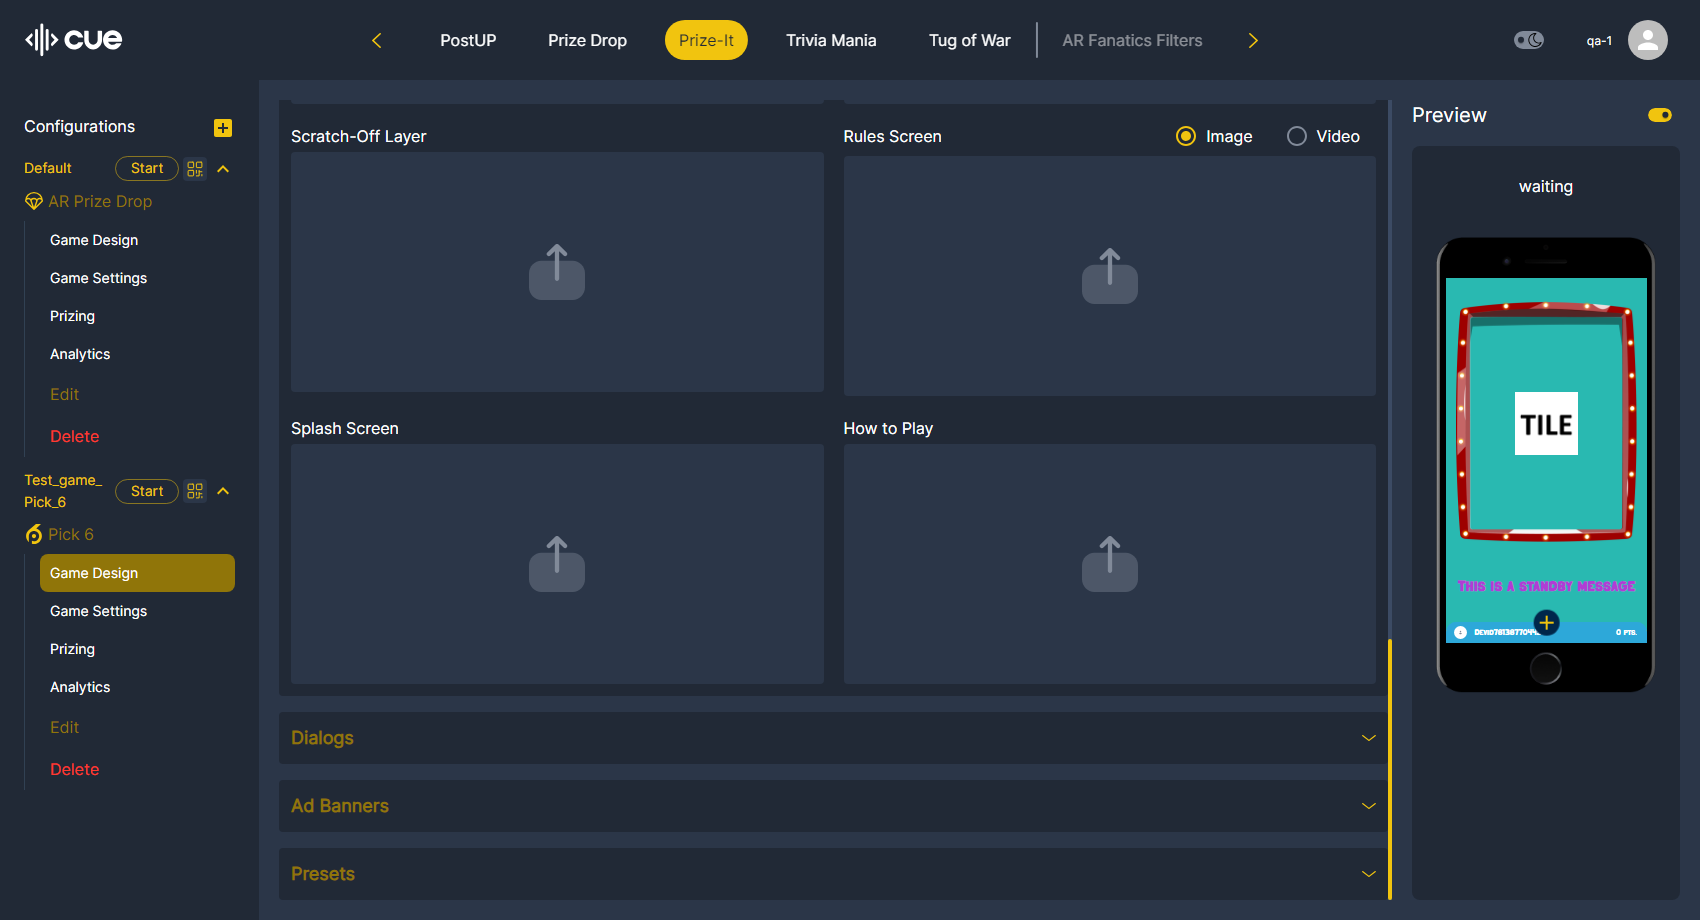 cue
PostUP
Prize Drop
Prize-It
Trivia Mania
Tug of War
AR Fanatics Filters
qa-1
Configurations
Default
Start
AR Prize Drop
Game Design
Game Settings
Prizing
Analytics
Edit
Delete
Test_game_
Pick_6
Start
Pick 6
Game Design
Game Settings
Prizing
Analytics
Edit
Delete
Scratch-Off Layer
Rules Screen
Image
Video
Splash Screen
How to Play
Dialogs
Ad Banners
Presets
Preview
waiting
TILE
THIS IS A STANDBY MESSAGE
0 PTS.